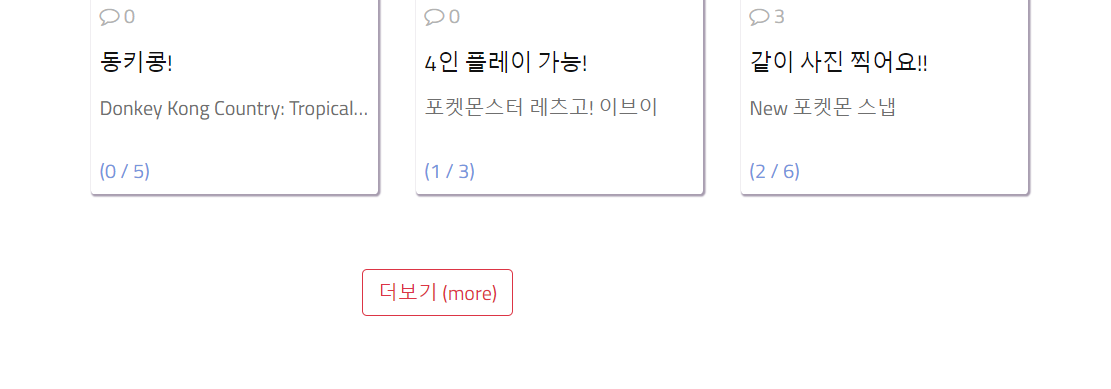 0
0
3
동키콩!
4인 플레이 가능!
같이 사진 찍어요!!
Donkey Kong Country: Tropical...
포켓몬스터 레츠고! 이브이
New 포켓몬 스냅
(0 / 5)
(1 / 3)
(2 / 6)
더보기 (more)